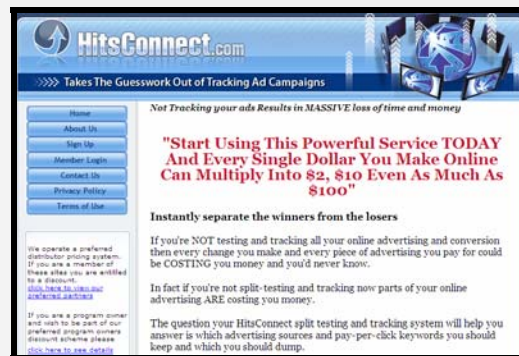 HitsConnect.com
Takes The Guesswork Out of Tracking Ad Campaigns
Home
About Us
Sign Up
Member Login
Contact Us
Privacy Policy
Terms of Use
We operate a preferred
distributor pricing system.
If you are a member of
these sites you are entitled
to a discount.
click here to view our
preferred partners
If you are a program owner
and wish to be part of our
preferred program owners
discount scheme please
click here to see details
Not Tracking your ads Results in MASSIVE loss of time and money
"Start Using This Powerful Service TODAY
And Every Single Dollar You Make Online
Can Multiply Into $2, $10 Even As Much As
$100"
Instantly separate the winners from the losers
If you're NOT testing and tracking all your online advertising and conversion
then every change you make and every piece of advertising you pay for could
be COSTING you money and you'd never know.
In fact if you're not split-testing and tracking now parts of your online
advertising ARE costing you money.
The question your HitsConnect split testing and tracking system will help you
answer is which advertising sources and pay-per-click keywords you should
keep and which you should dump.